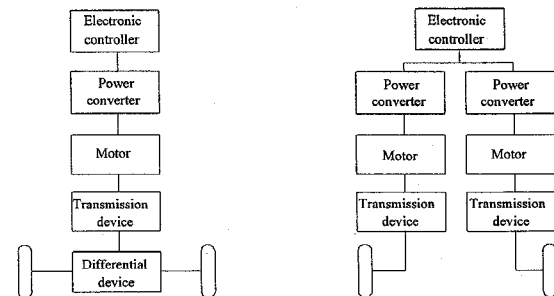 Electronic
controller
Power
converter
Motor
Transmission
device
Differential
device
Electronic
controller
Power
converter
Power
converter
Motor
Motor
Transmission
device
Transmission
device